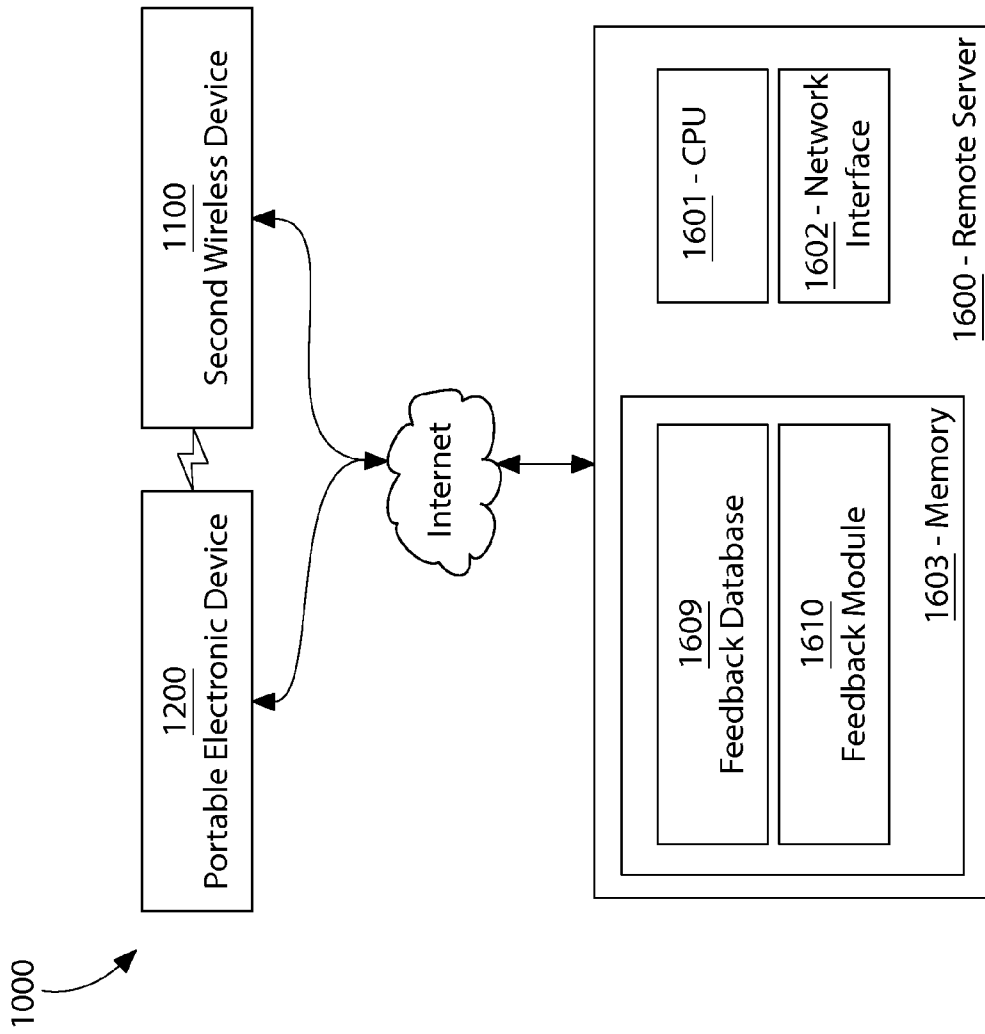 1000
1200
Portable Electronic Device
1100
Second Wireless Device
Internet
1609
Feedback Database
1610
Feedback Module
1603 - Memory
1601 - CPU
1602 - Network
Interface
1600 - Remote Server